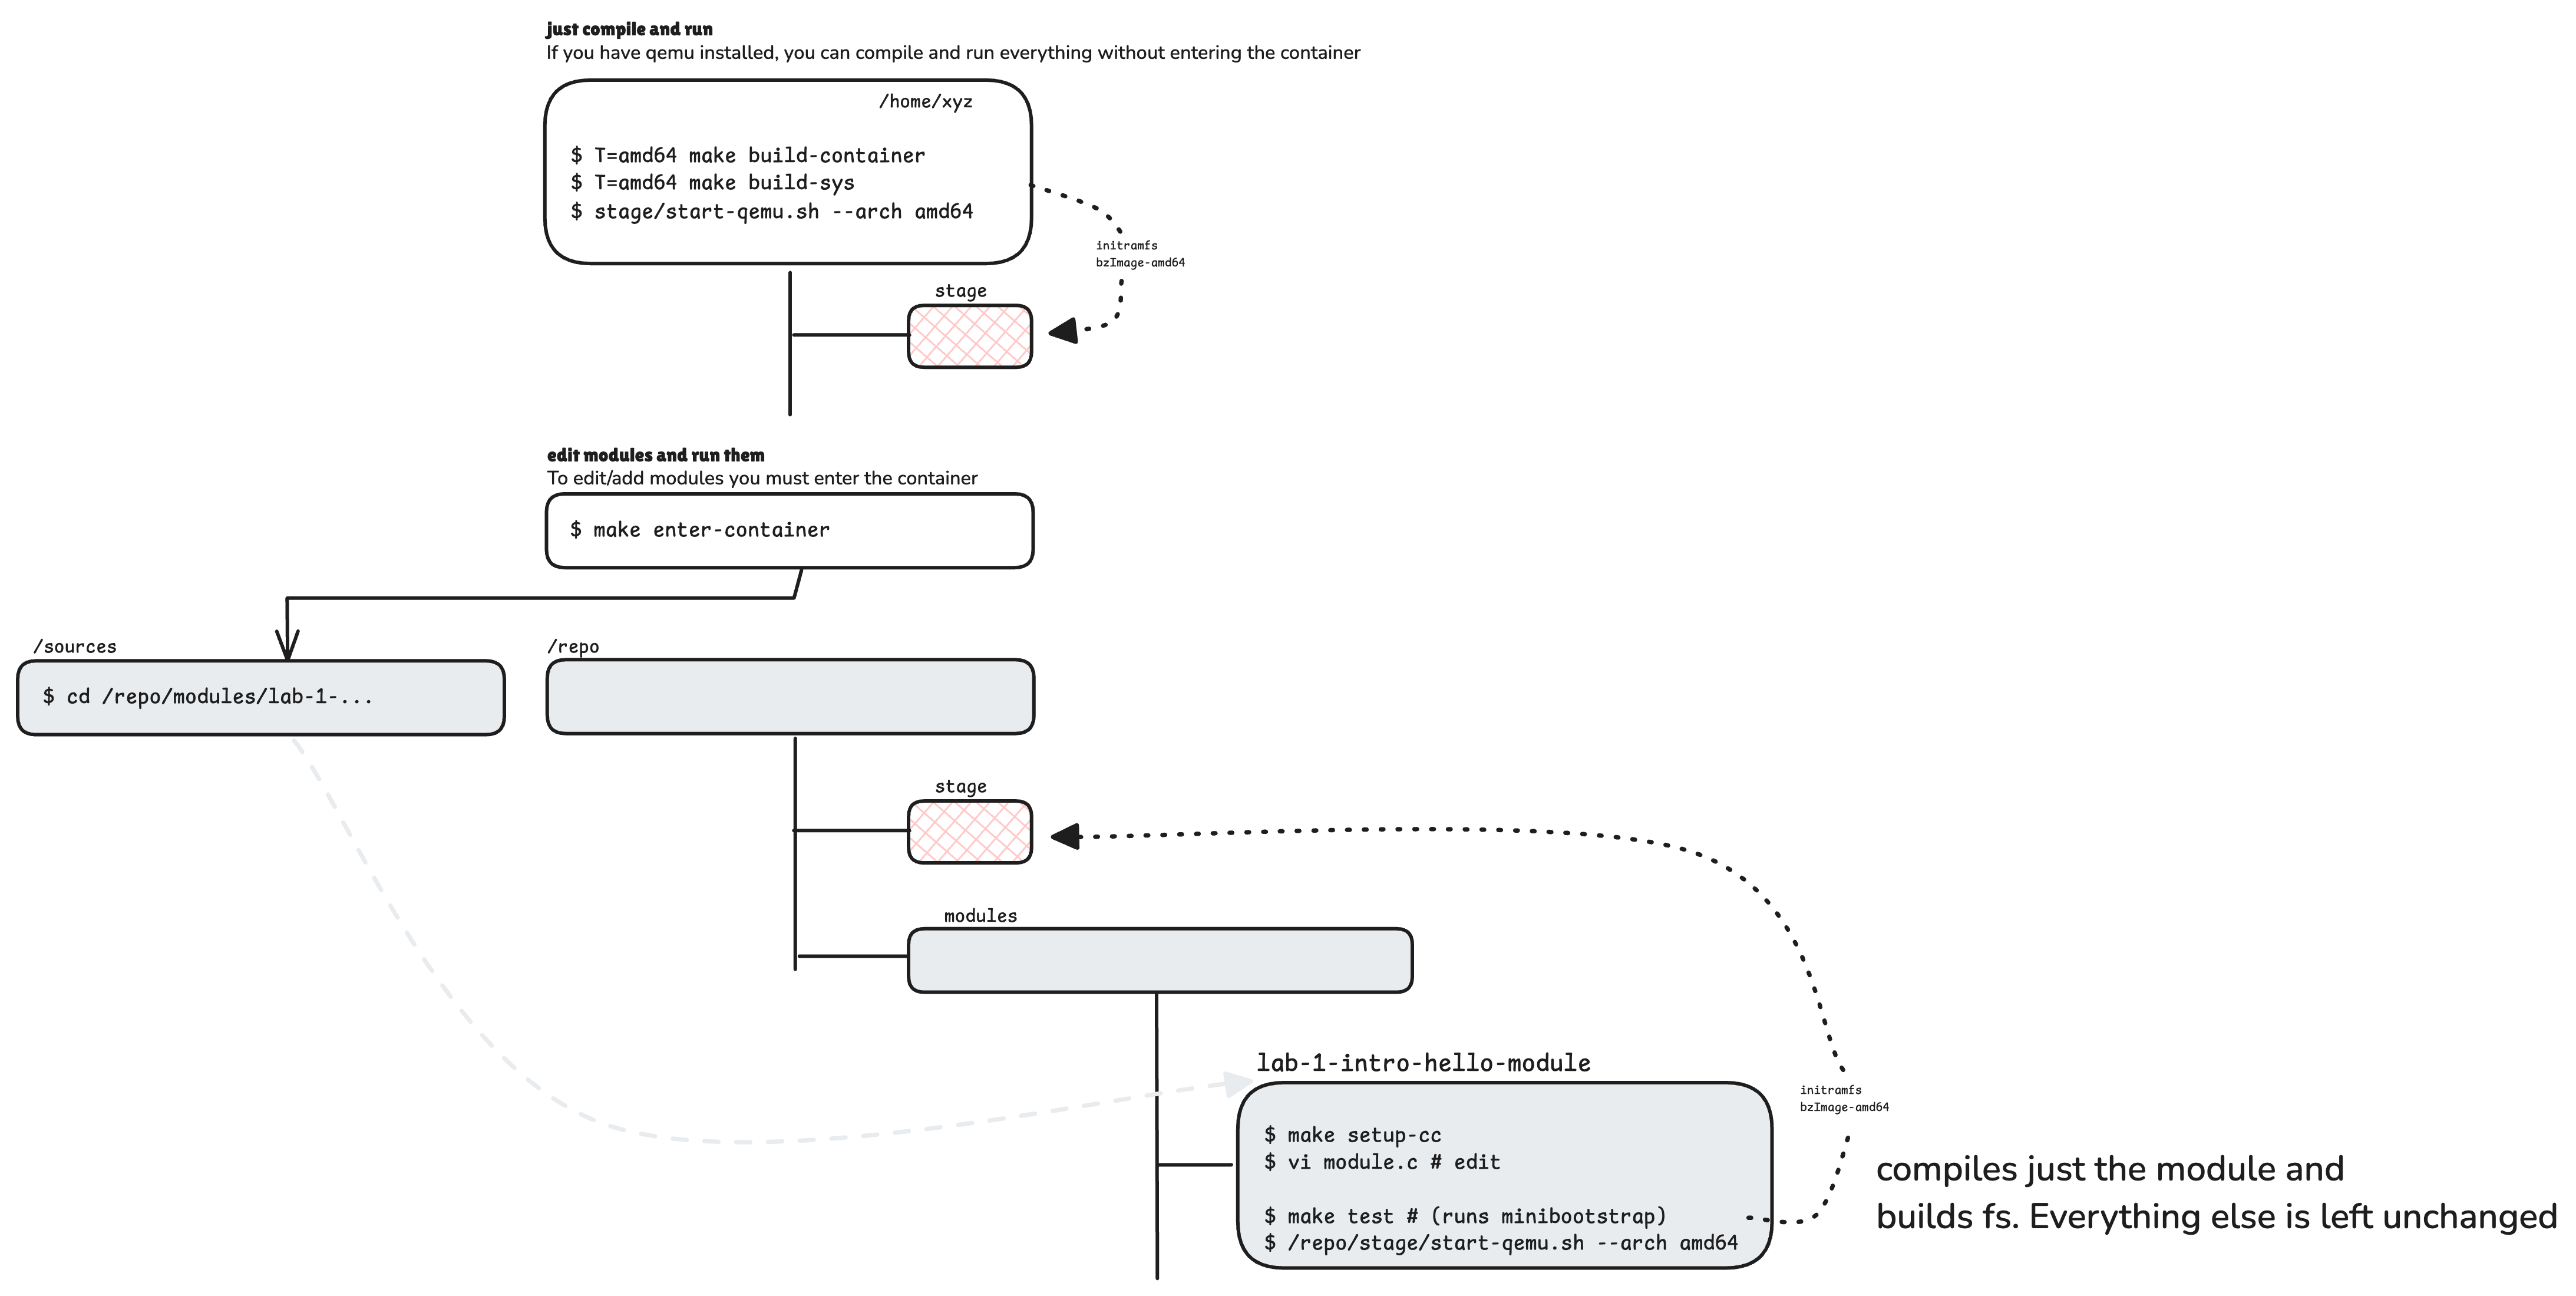 just compile and run
If you have qemu installed, you can compile and run everything without entering the container
/home/xyz
$ T=amd64 make build-container
$ T=amd64 make build-sys
$ stage/start-qemu.sh --arch amd64
initramfs
bzImage-amd64
stage
edit modules and run them
To edit/add modules you must enter the container
$ make enter-container
/sources
$ cd /repo/modules/lab-1-...
/repo
stage
modules
lab-1-intro-hello-module
$ make setup-cc
$ vi module.c # edit
$ make test # (runs minibootstrap)
$ /repo/stage/start-qemu.sh --arch amd64
initramfs
bzImage-amd64
compiles just the module and
builds fs. Everything else is left unchanged